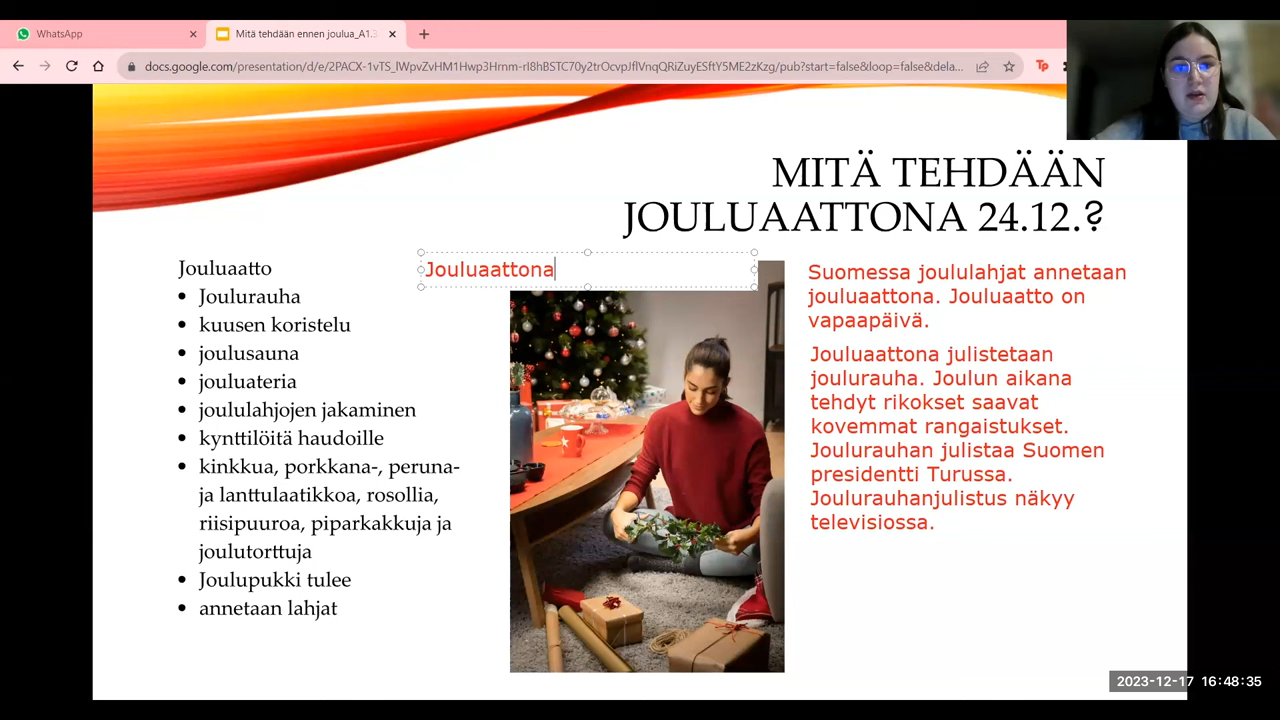 WhatsApp
Mitä tehdään ennen joulua_A1.3
docs.google.com/presentation/d/e/2PACX-1vTS_lWpvZvHM1Hwp3Hrnm-rI8hBSTC70y2trOcvpJflVnqQRiZuyESftY5ME2zKzg/pub?start=false&loop=false&dela...
MITÄ TEHDÄÄN
JOULUAATTONA 24.12.?
Jouluaatto
• Joulurauha
• kuusen koristelu
• joulusauna
• jouluateria
• joululahjojen jakaminen
• kynttilöitä haudoille
• kinkkua, porkkana-, peruna-
ja lanttulaatikkoa, rosollia,
riisipuuroa, piparkakkuja ja
joulutorttuja
• Joulupukki tulee
• annetaan lahjat
Jouluaattona
Suomessa joululahjat annetaan
jouluaattona. Jouluaatto on
vapaapäivä.
Jouluaattona julistetaan
joulurauha. Joulun aikana
tehdyt rikokset saavat
kovemmat rangaistukset.
Joulurauhan julistaa Suomen
presidentti Turussa.
Joulurauhanjulistus näkyy
televisiossa.
2023-12-17 16:48:35